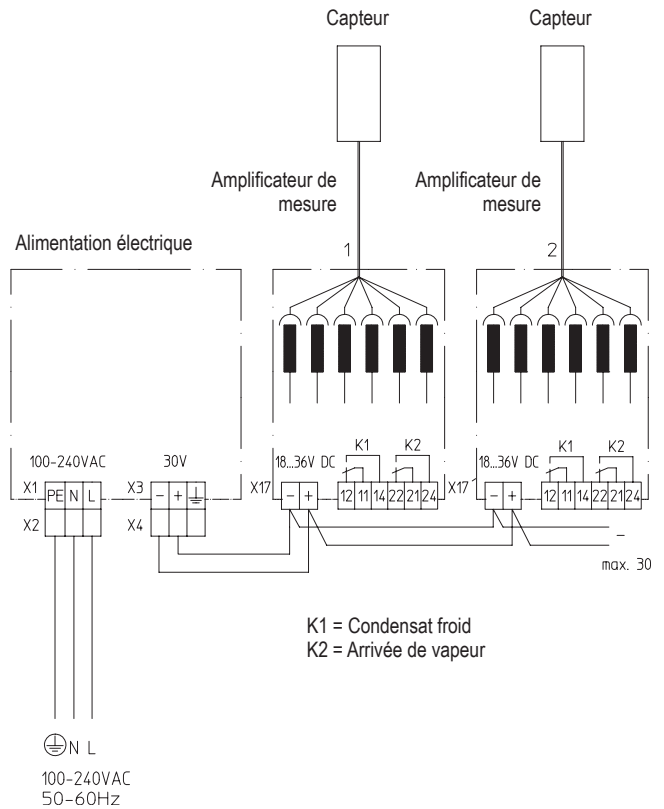 Capteur
Capteur
Amplificateur de
mesure
Amplificateur de
mesure
Alimentation électrique
1
2
100-240VAC
30V
18...36V DC
K1
K2
18...36V DC
K1
K2
X1
PE N L
X3
- +
X17
- +
12 11 14 22 21 24
X17
- +
12 11 14 22 21 24
X2
X4
-
max. 30
K1 = Condensat froid
K2 = Arrivée de vapeur
N L
100-240VAC
50-60Hz